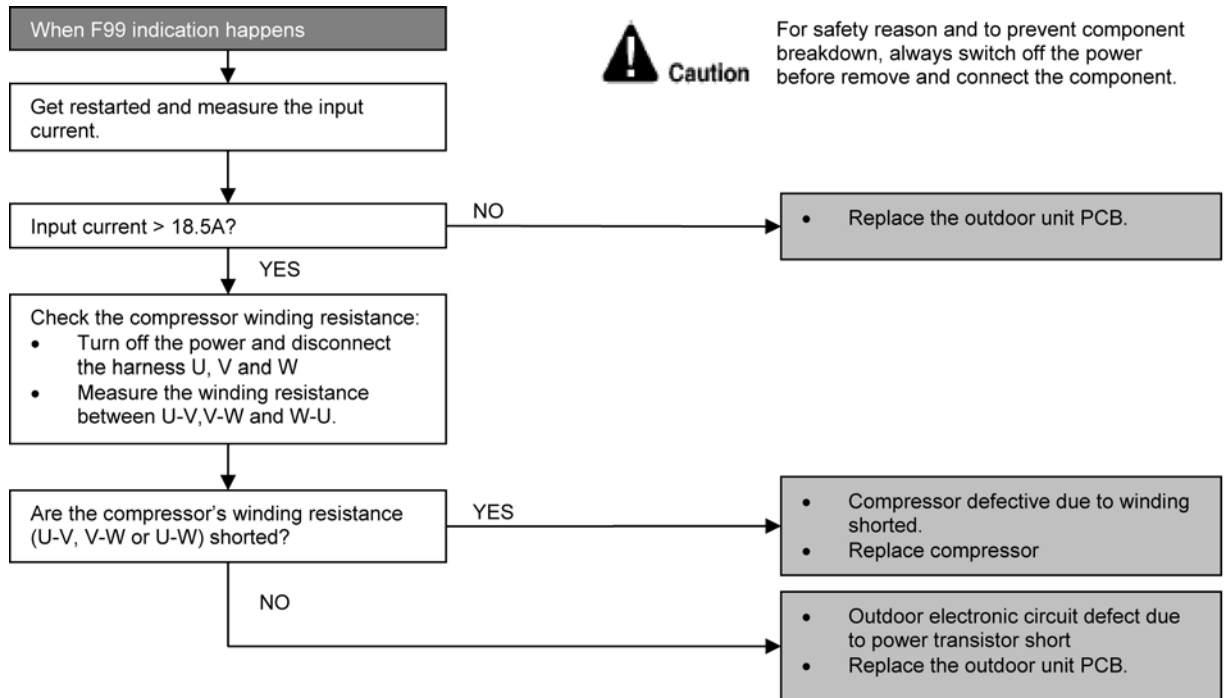 When F99 indication happens
For safety reason and to prevent component
breakdown, always switch off the power
before remove and connect the component.
Caution
Get restarted and measure the input
current.
Input current > 18.5A?
NO
• Replace the outdoor unit PCB.
YES
Check the compressor winding resistance:
• Turn off the power and disconnect
the harness U, V and W
• Measure the winding resistance
between U-V,V-W and W-U.
Are the compressor's winding resistance
(U-V, V-W or U-W) shorted?
YES
• Compressor defective due to winding
shorted.
• Replace compressor
NO
• Outdoor electronic circuit defect due
to power transistor short
• Replace the outdoor unit PCB.